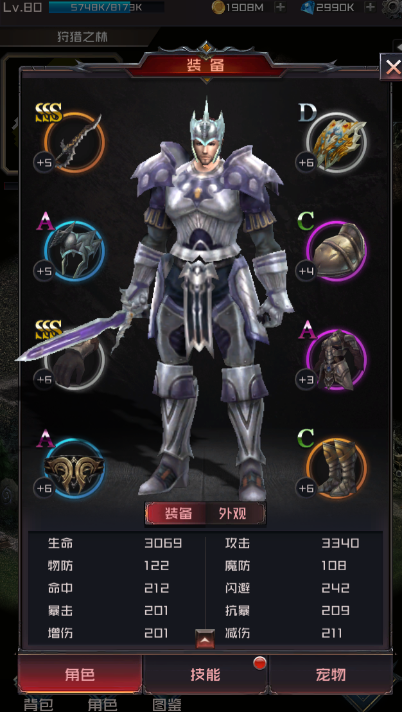 Lv.80 5748K/8173K 1908M + 2990K +
狩猎之林
装备
SSS D
+5 +6
A C
+5 +4
SSS A
+6 +3
A C
+6 +6
装备 外观
生命 3069 攻击 3340
物防 122 魔防 108
命中 212 闪避 242
暴击 201 抗暴 209
增伤 201 减伤 211
角色 技能 宠物
背包 角色 图鉴